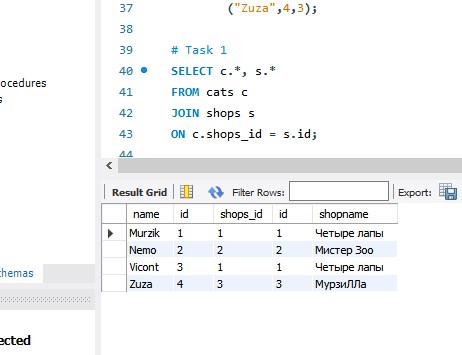 37 ("Zuza",4,3);
38
39 # Task 1
40 SELECT c.*, s.*
41 FROM cats c
42 JOIN shops s
43 ON c.shops_id = s.id;
44
ocedures
s
hemas
ected
Result Grid Filter Rows: Export:
name id shops_id id shopname
Murzik 1 1 1 Четыре лапы
Nemo 2 2 2 Мистер Зоо
Vicont 3 1 1 Четыре лапы
Zuza 4 3 3 МурзиЛЛа